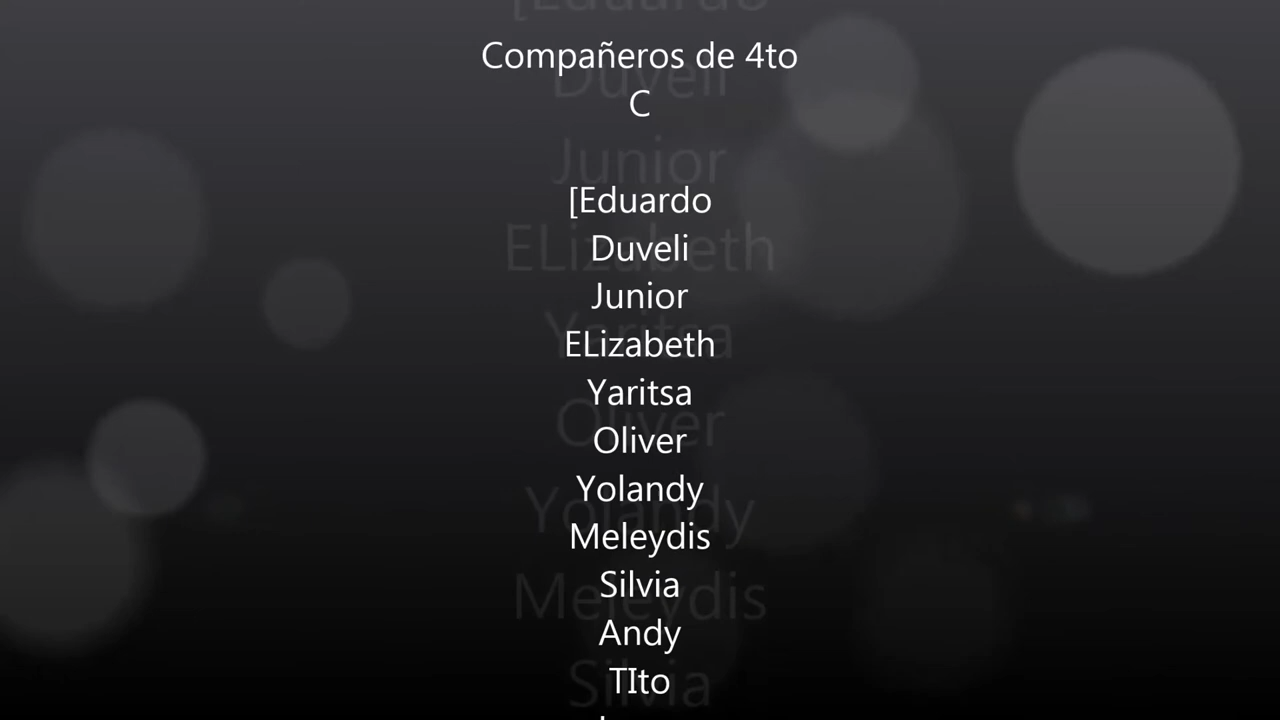 Compañeros de 4to
C
[Eduardo
Duveli
Junior
ELizabeth
Yaritsa
Oliver
Yolandy
Meleydis
Silvia
Andy
TIto